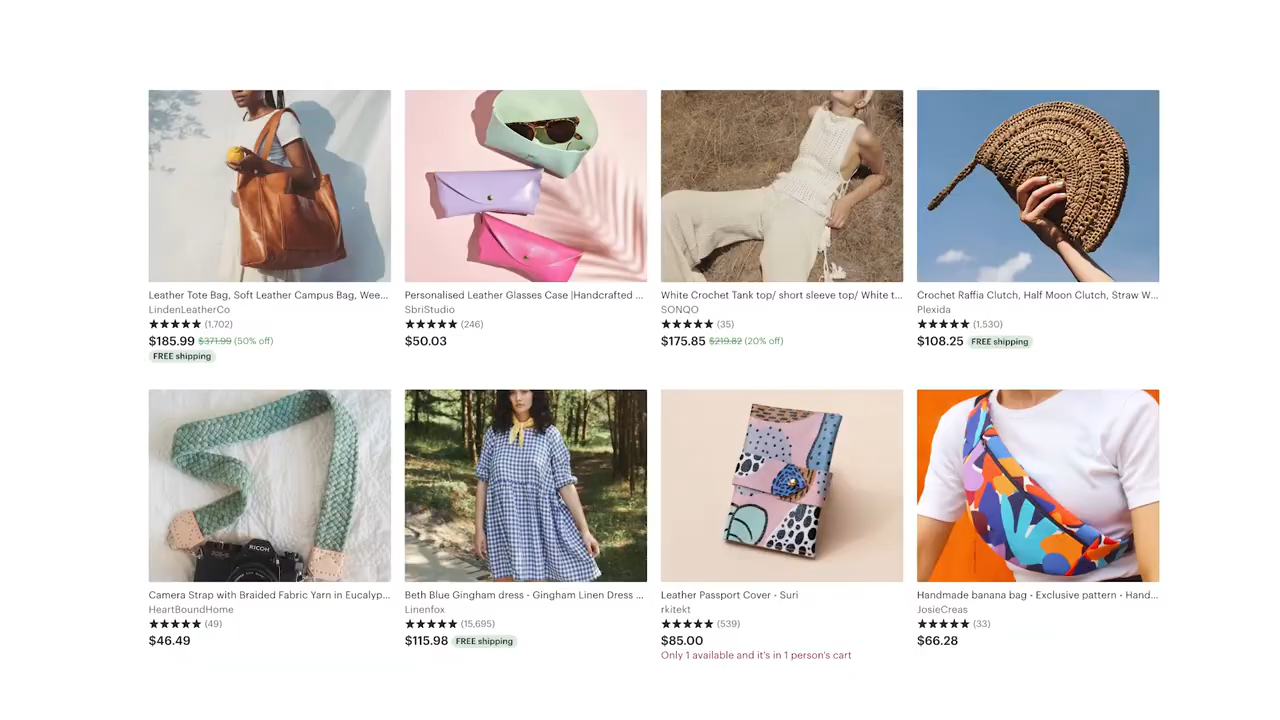 Leather Tote Bag, Soft Leather Campus Bag, Wee...
LindenLeatherCo
(1,702)
$185.99 $371.99 (50% off)
FREE shipping
Personalised Leather Glasses Case |Handcrafted ...
SbriStudio
(246)
$50.03
White Crochet Tank top/ short sleeve top/ White t...
SONQO
(35)
$175.85 $219.82 (20% off)
Crochet Raffia Clutch, Half Moon Clutch, Straw W...
Plexida
(1,530)
$108.25 FREE shipping
RICOH
Camera Strap with Braided Fabric Yarn in Eucalyp...
HeartBoundHome
(49)
$46.49
Beth Blue Gingham dress - Gingham Linen Dress ...
Linenfox
(15,695)
$115.98 FREE shipping
Leather Passport Cover - Suri
rkitekt
(539)
$85.00
Only 1 available and it's in 1 person's cart
Handmade banana bag - Exclusive pattern - Hand...
JosieCreas
(33)
$66.28